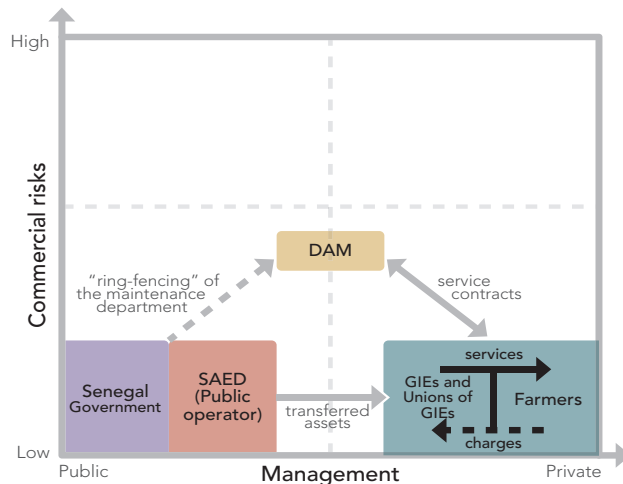 High
Commercial risks
DAM
“ring-fencing” of
the maintenance
department
service
contracts
Senegal
Government
SAED
(Public
operator)
transferred
assets
services
GIEs and
Unions of
GIEs
Farmers
charges
Low
Public
Management
Private